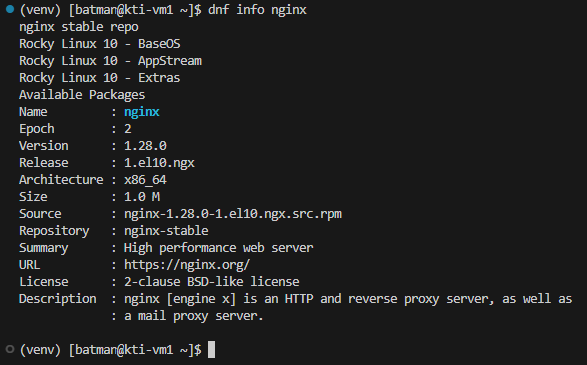 (venv) [batman@kti-vm1 ~]$ dnf info nginx
nginx stable repo
Rocky Linux 10 - BaseOS
Rocky Linux 10 - AppStream
Rocky Linux 10 - Extras
Available Packages
Name         : nginx
Epoch        : 2
Version      : 1.28.0
Release      : 1.el10.ngx
Architecture : x86_64
Size         : 1.0 M
Source       : nginx-1.28.0-1.el10.ngx.src.rpm
Repository   : nginx-stable
Summary      : High performance web server
URL          : https://nginx.org/
License      : 2-clause BSD-like license
Description  : nginx [engine x] is an HTTP and reverse proxy server, as well as
             : a mail proxy server.
(venv) [batman@kti-vm1 ~]$